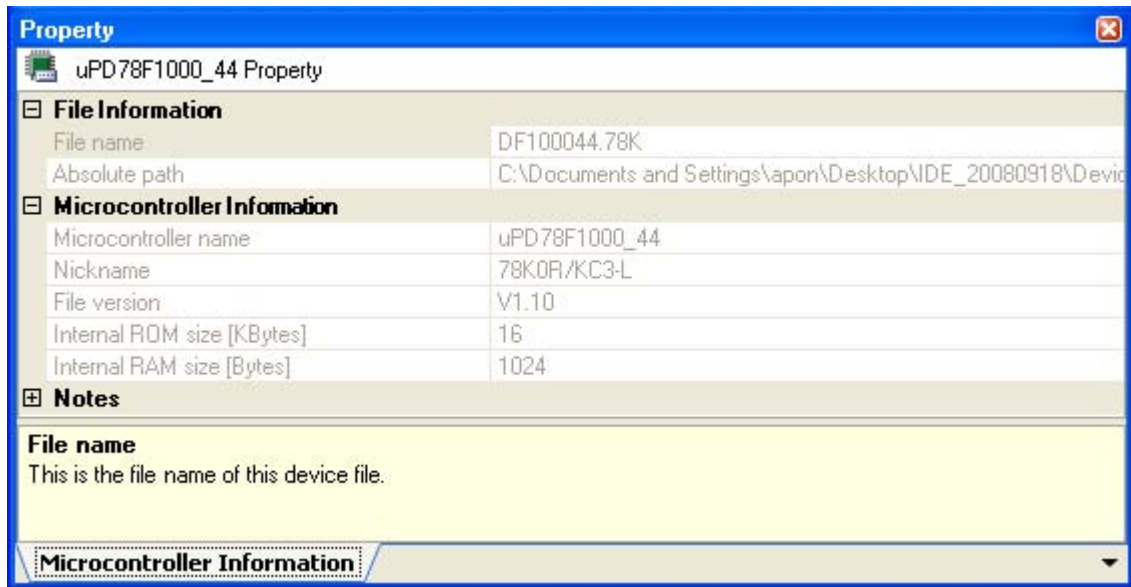 Property
uPD78F1000_44 Property
File Information
File name DF100044.78K
Absolute path C:\Documents and Settings\apon\Desktop\IDE_20080918\Devic
Microcontroller Information
Microcontroller name uPD78F1000_44
Nickname 78K0R/KC3-L
File version V1.10
Internal ROM size [KBytes] 16
Internal RAM size [Bytes] 1024
Notes
File name
This is the file name of this device file.
Microcontroller Information